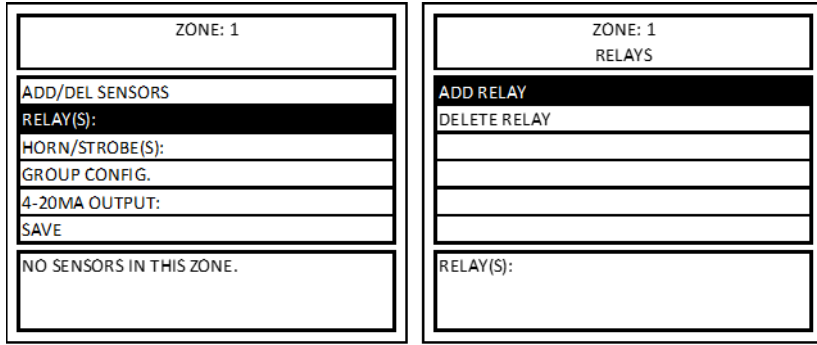 ZONE: 1
ADD/DEL SENSORS
RELAY(S):
HORN/STROBE(S):
GROUP CONFIG.
4-20MA OUTPUT:
SAVE
NO SENSORS IN THIS ZONE.
ZONE: 1
RELAYS
ADD RELAY
DELETE RELAY
RELAY(S):